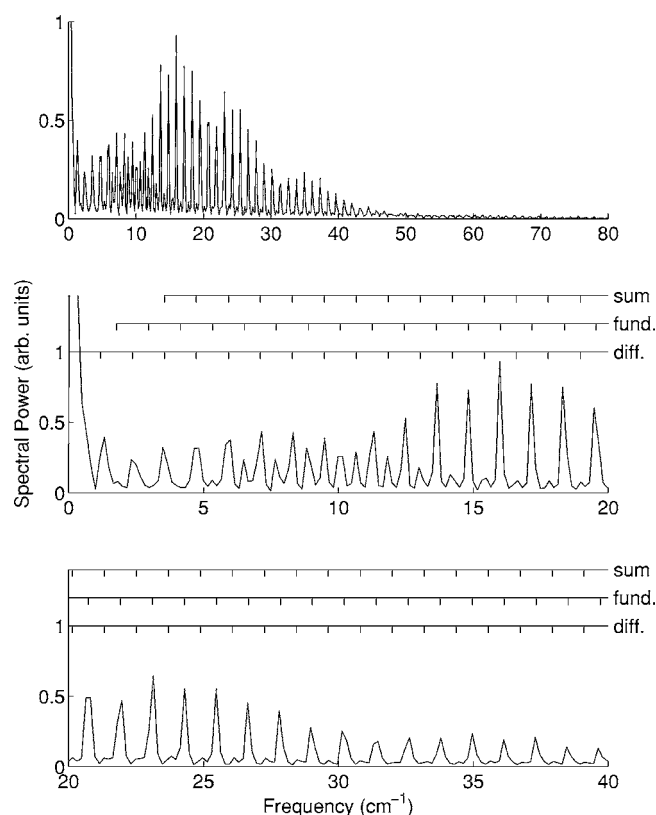 1
0.5
0
0 10 20 30 40 50 60 70 80
Spectral Power (arb. units)
sum
fund.
diff.
1
0.5
0
0 5 10 15 20
sum
fund.
diff.
1
0.5
0
20 25 30 35 40
Frequency (cm⁻¹)